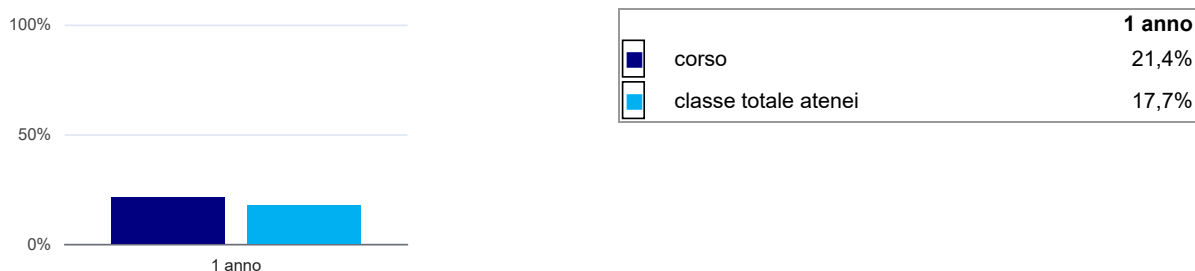 100%
50%
0%
1 anno
1 anno
corso 21,4%
classe totale atenei 17,7%